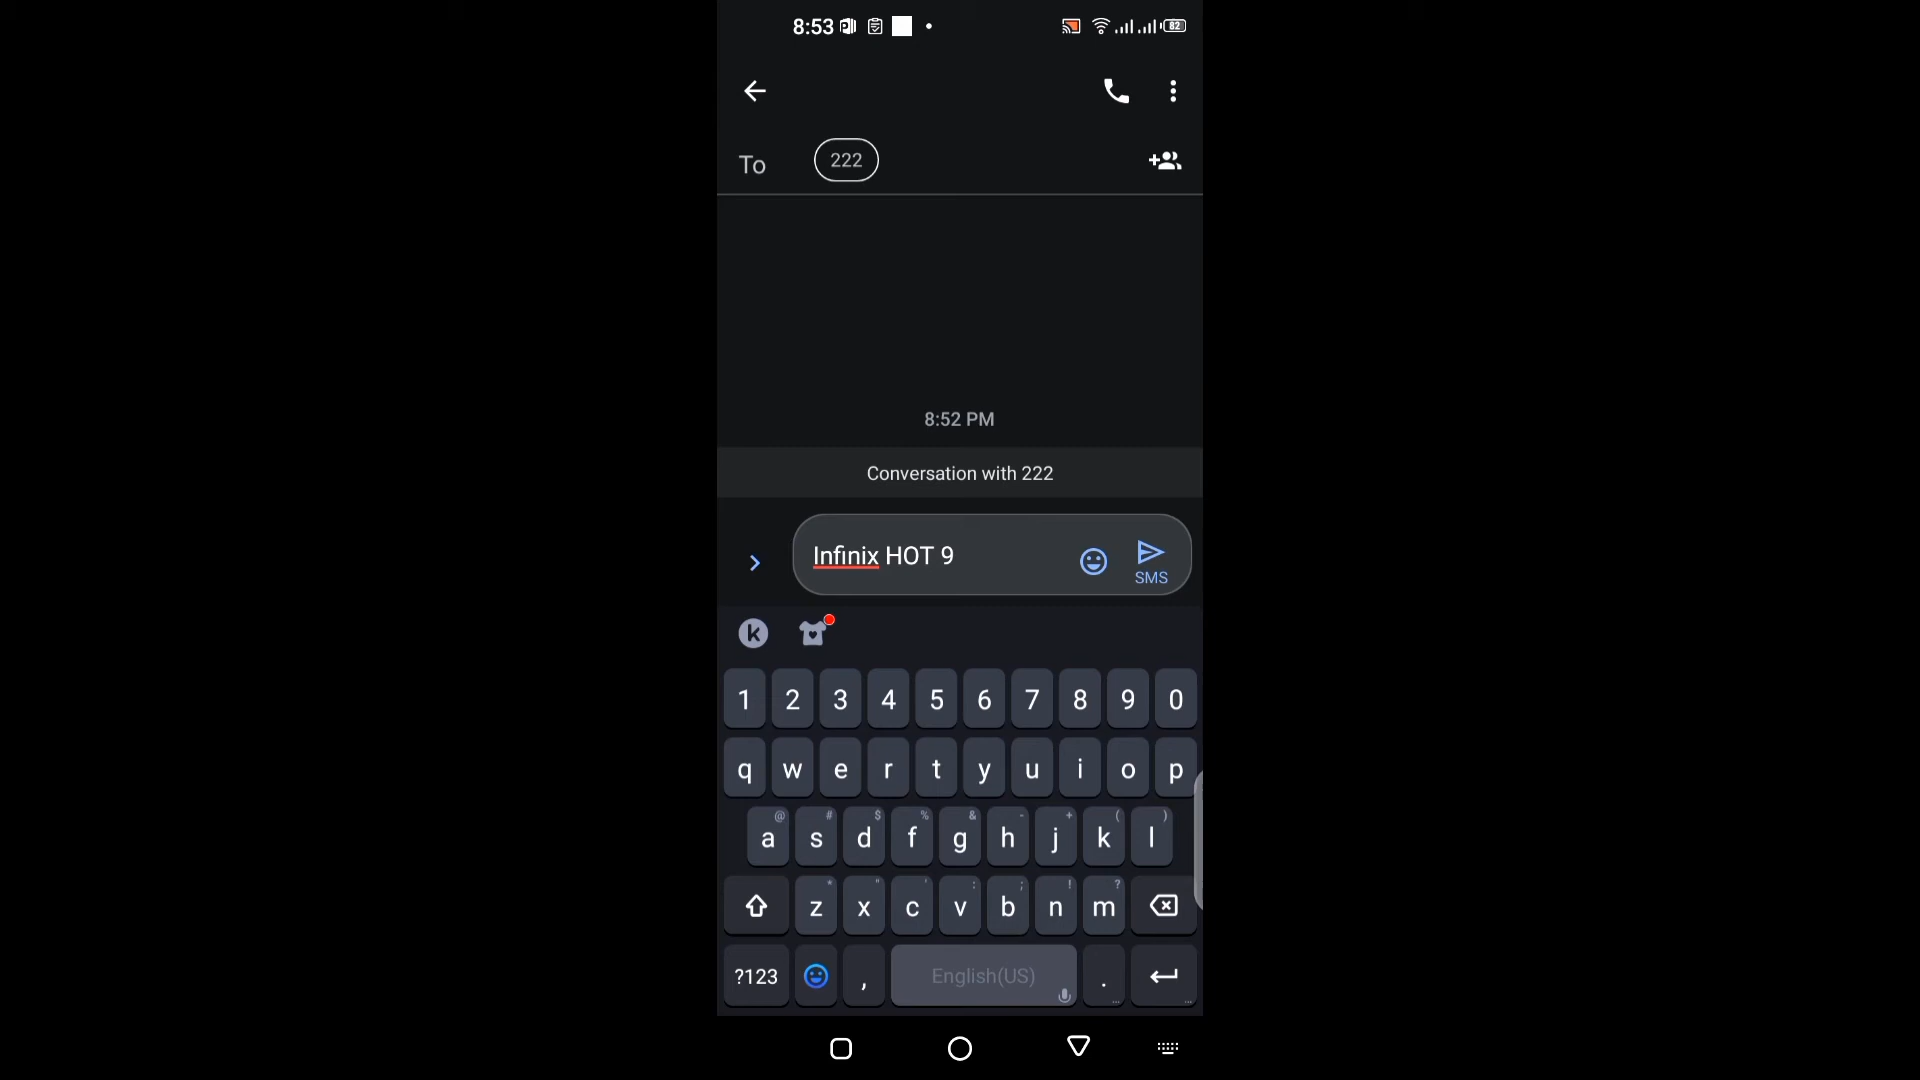 8:53
82
To
222
8:52 PM
Conversation with 222
Infinix HOT 9
SMS
k
1 2 3 4 5 6 7 8 9 0
q w e r t y u i o p
@ # $ % & - + ( )
a s d f g h j k l
* " ' : ; ! ?
z x c v b n m
?123 , English(US) .